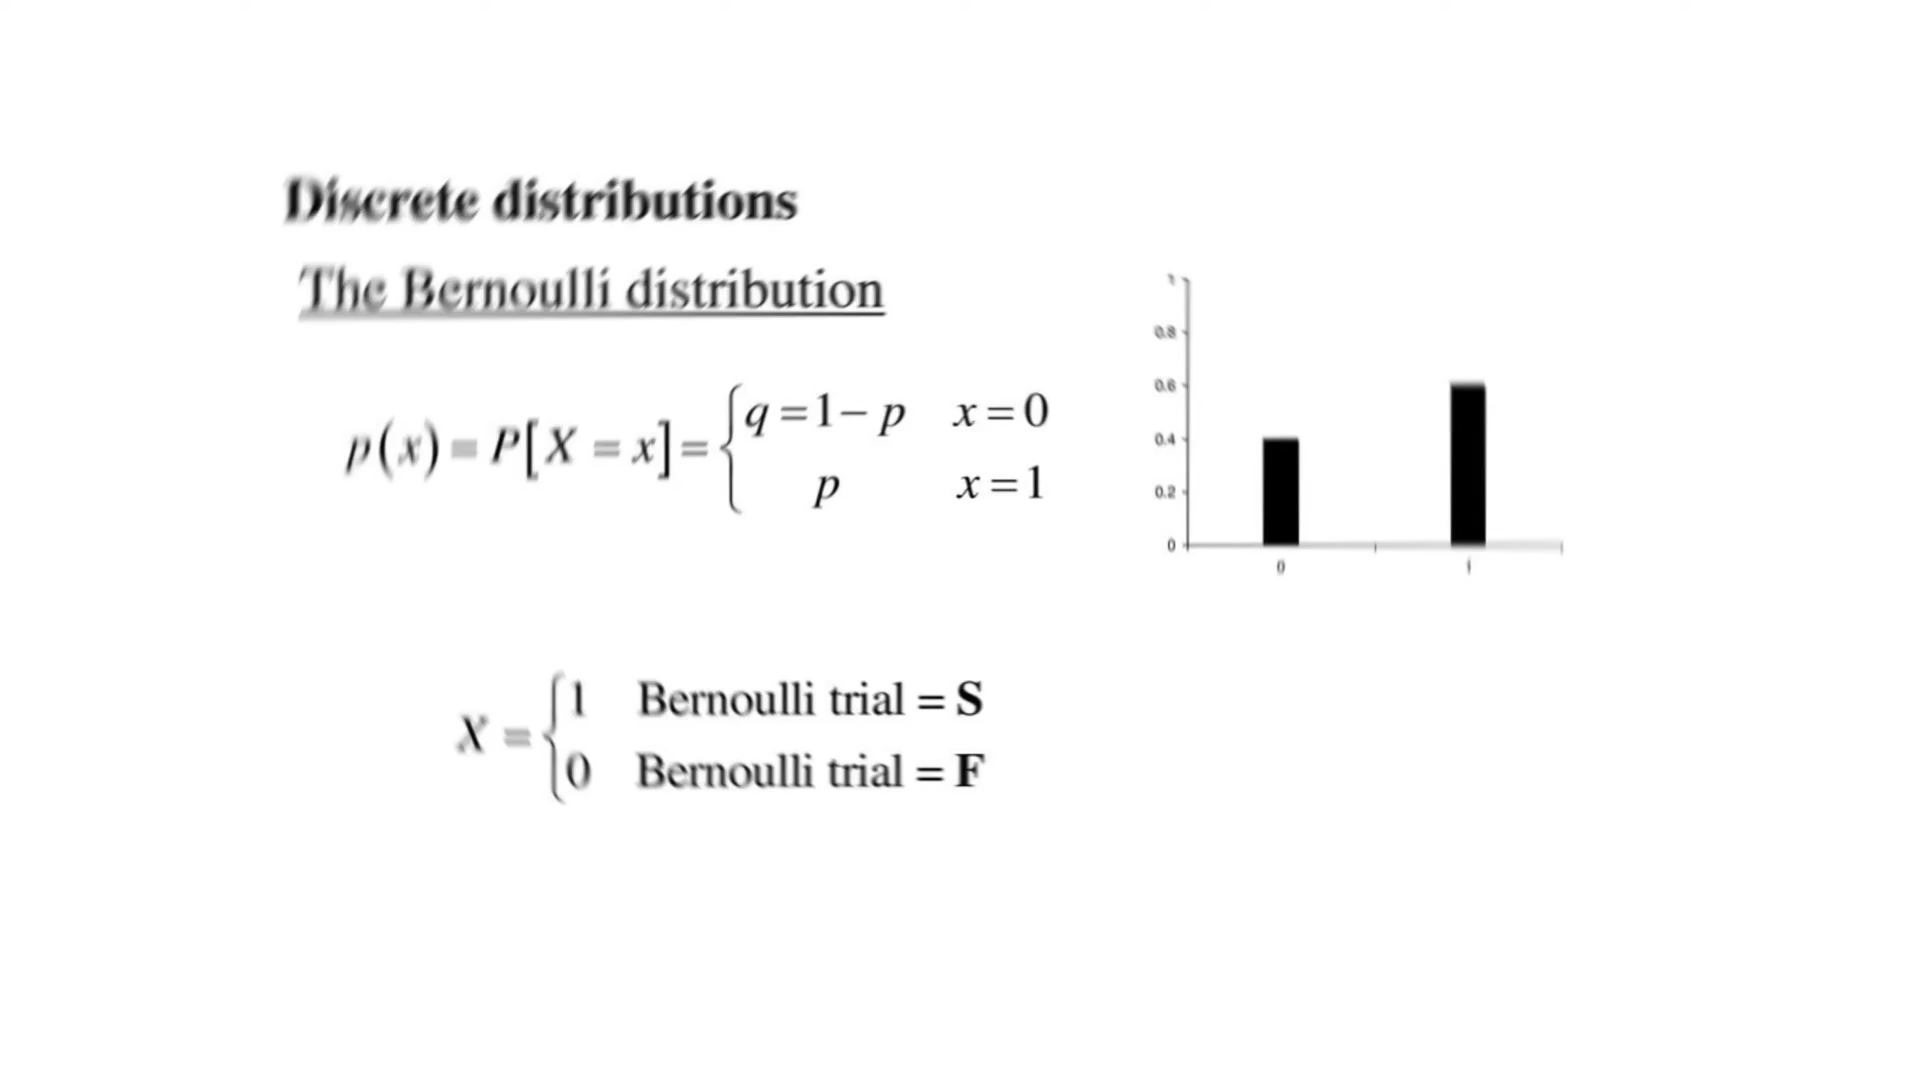 Discrete distributions
The Bernoulli distribution
p(x) = P[X = x] = { q = 1 − p x = 0
p x = 1
1
0.8
0.6
0.4
0.2
0
0 1
X = { 1 Bernoulli trial = S
0 Bernoulli trial = F